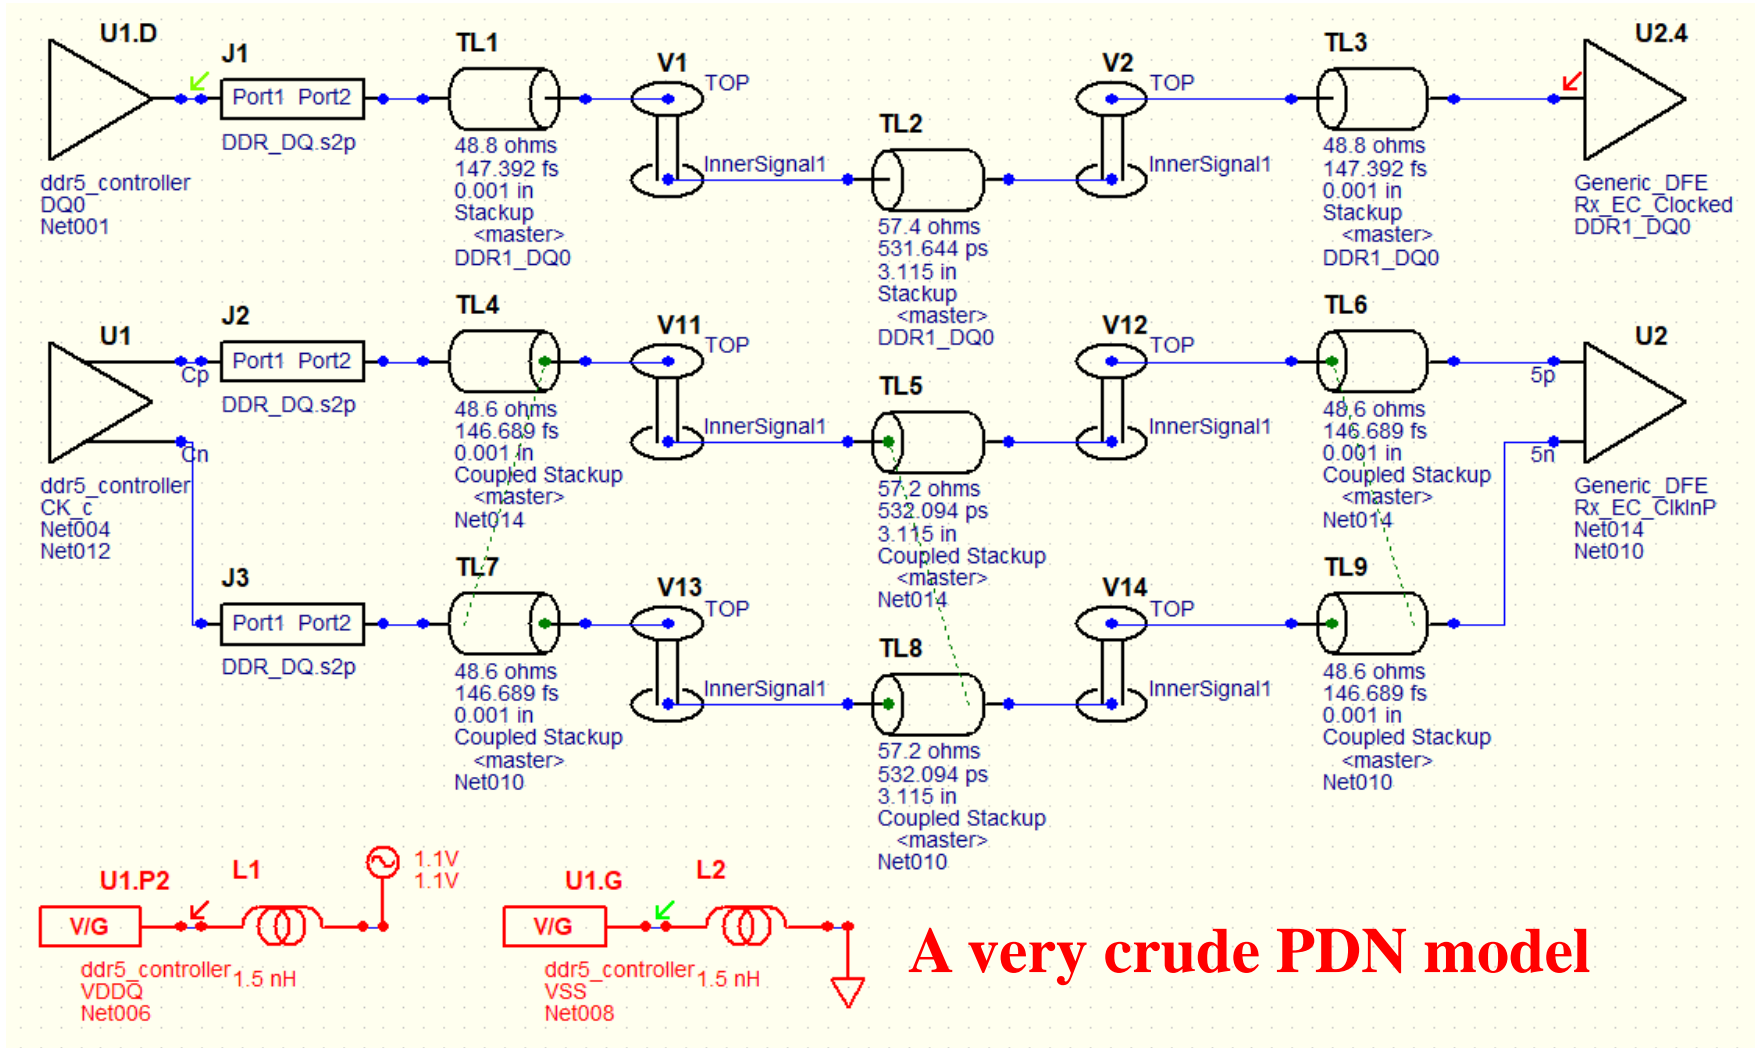 U1.D
J1
Port1 Port2
DDR_DQ.s2p
ddr5_controller
DQ0
Net001
TL1
48.8 ohms
147.392 fs
0.001 in
Stackup
<master>
DDR1_DQ0
V1
TOP
InnerSignal1
TL2
57.4 ohms
531.644 ps
3.115 in
Stackup
<master>
DDR1_DQ0
V2
TOP
InnerSignal1
TL3
48.8 ohms
147.392 fs
0.001 in
Stackup
<master>
DDR1_DQ0
U2.4
Generic_DFE
Rx_EC_Clocked
DDR1_DQ0
U1
Cp
Cn
ddr5_controller
CK_c
Net004
Net012
J2
Port1 Port2
DDR_DQ.s2p
TL4
48.6 ohms
146.689 fs
0.001 in
Coupled Stackup
<master>
Net014
V11
TOP
InnerSignal1
TL5
57.2 ohms
532.094 ps
3.115 in
Coupled Stackup
<master>
Net014
V12
TOP
InnerSignal1
TL6
48.6 ohms
146.689 fs
0.001 in
Coupled Stackup
<master>
Net014
U2
5p
5n
Generic_DFE
Rx_EC_ClkInP
Net014
Net010
J3
Port1 Port2
DDR_DQ.s2p
TL7
48.6 ohms
146.689 fs
0.001 in
Coupled Stackup
<master>
Net010
V13
TOP
InnerSignal1
TL8
57.2 ohms
532.094 ps
3.115 in
Coupled Stackup
<master>
Net010
V14
TOP
InnerSignal1
TL9
48.6 ohms
146.689 fs
0.001 in
Coupled Stackup
<master>
Net010
U1.P2
V/G
ddr5_controller
VDDQ
Net006
L1
1.5 nH
1.1V
1.1V
U1.G
V/G
ddr5_controller
VSS
Net008
L2
1.5 nH
A very crude PDN model